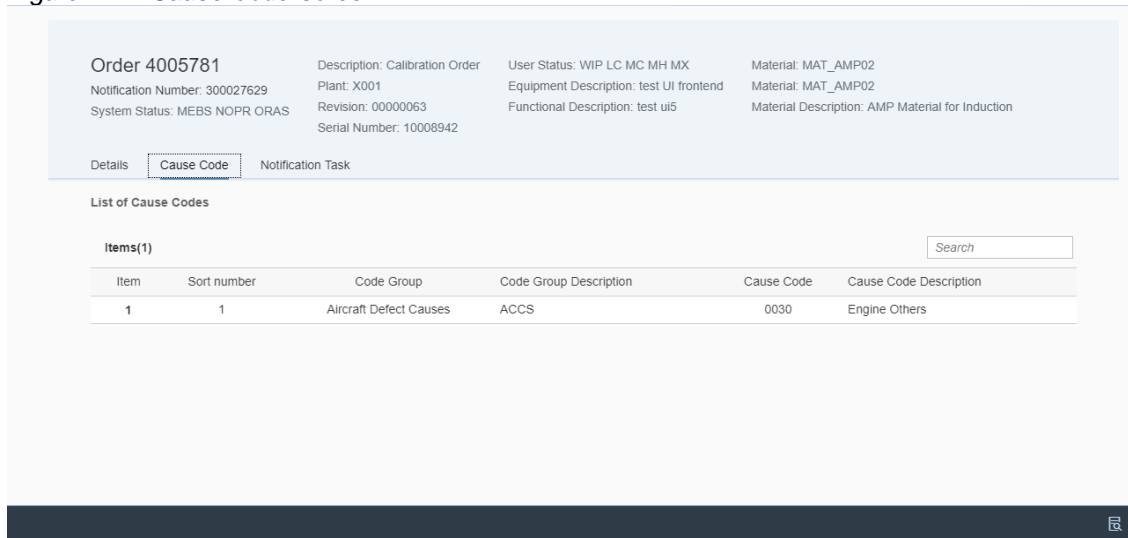 Order 4005781
Notification Number: 300027629
System Status: MEBS NOPR ORAS
Description: Calibration Order
Plant: X001
Revision: 00000063
Serial Number: 10008942
User Status: WIP LC MC MH MX
Equipment Description: test UI frontend
Functional Description: test ui5
Material: MAT_AMP02
Material: MAT_AMP02
Material Description: AMP Material for Induction
Details Cause Code Notification Task
List of Cause Codes
Items(1) Search
Item Sort number Code Group Code Group Description Cause Code Cause Code Description
1 1 Aircraft Defect Causes ACCS 0030 Engine Others